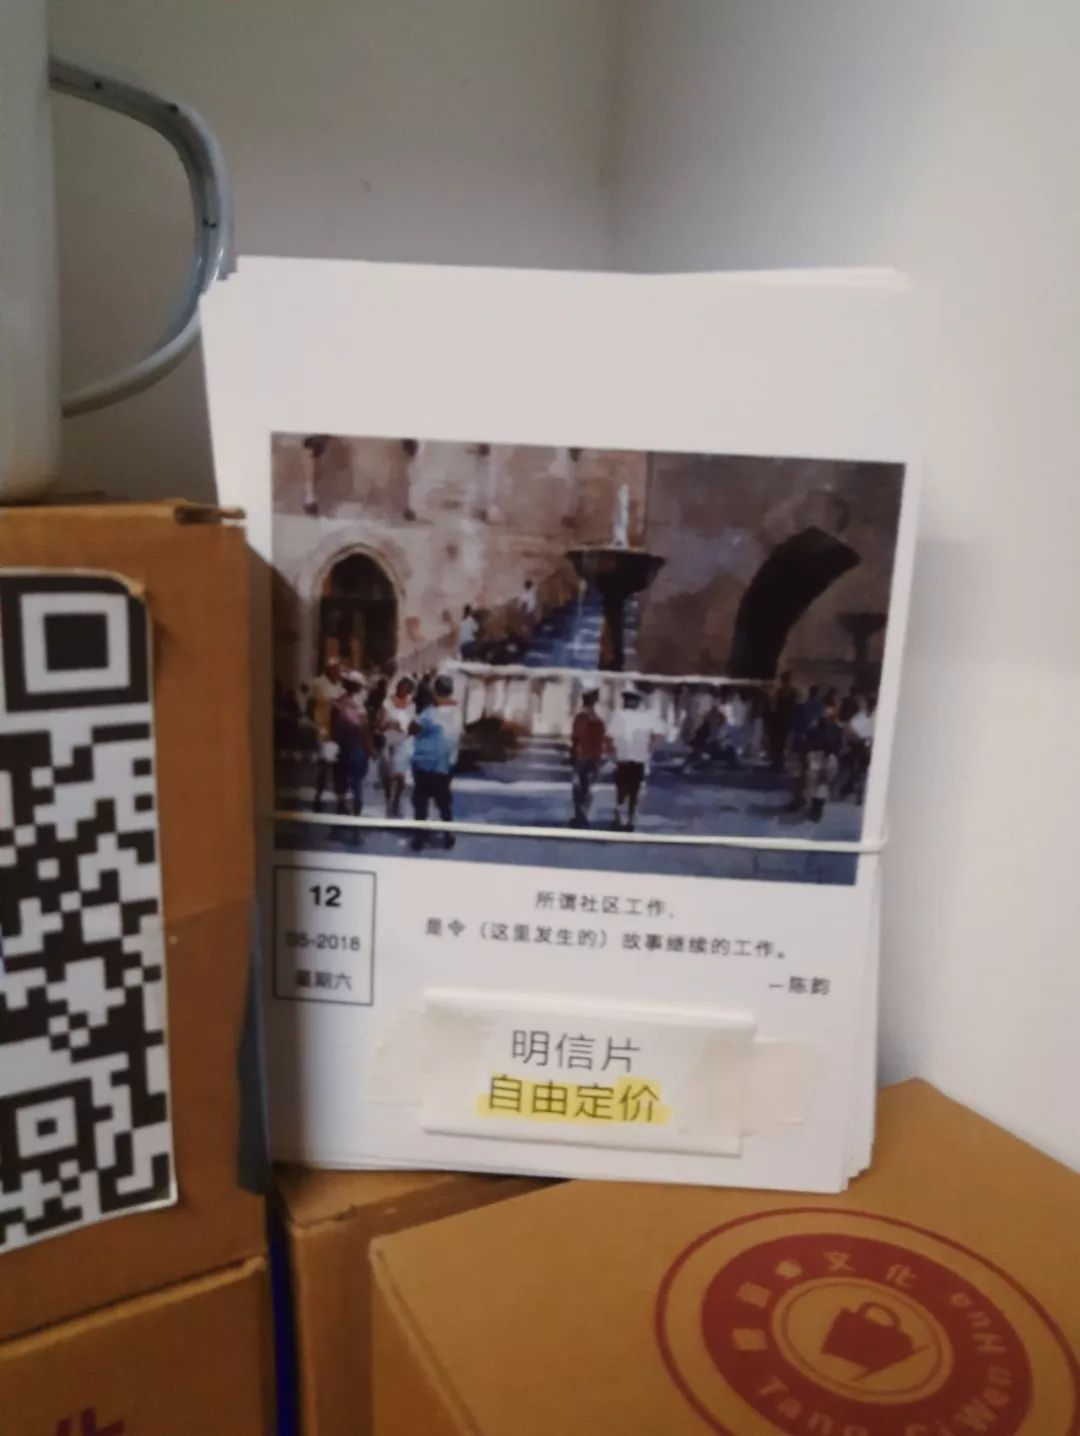 12
05-2018
星期六
所谓社区工作，
是令（这里发生的）故事继续的工作。
—陈韵
明信片
自由定价
文化